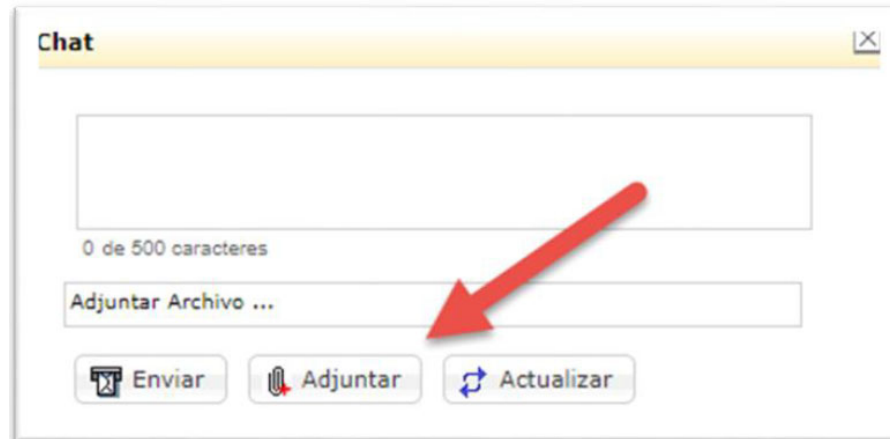 Chat
0 de 500 caracteres
Adjuntar Archivo ...
Enviar Adjuntar Actualizar